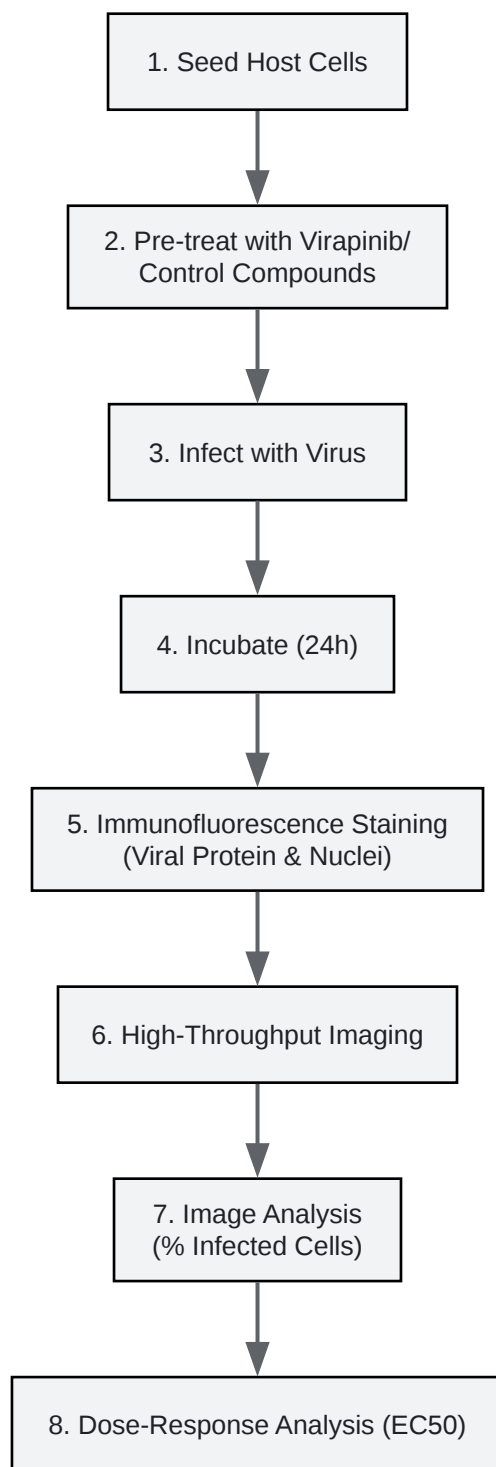 1. Seed Host Cells
2. Pre-treat with Virapinib/
Control Compounds
3. Infect with Virus
4. Incubate (24h)
5. Immunofluorescence Staining
(Viral Protein & Nuclei)
6. High-Throughput Imaging
7. Image Analysis
(% Infected Cells)
8. Dose-Response Analysis (EC50)